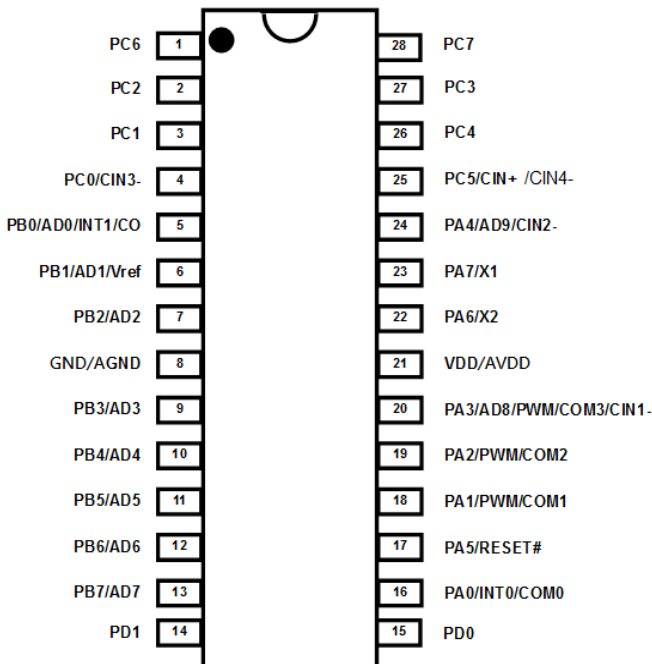 PC6 1 28 PC7
PC2 2 27 PC3
PC1 3 26 PC4
PC0/CIN3- 4 25 PC5/CIN+ /CIN4-
PB0/AD0/INT1/CO 5 24 PA4/AD9/CIN2-
PB1/AD1/Vref 6 23 PA7/X1
PB2/AD2 7 22 PA6/X2
GND/AGND 8 21 VDD/AVDD
PB3/AD3 9 20 PA3/AD8/PWM/COM3/CIN1-
PB4/AD4 10 19 PA2/PWM/COM2
PB5/AD5 11 18 PA1/PWM/COM1
PB6/AD6 12 17 PA5/RESET#
PB7/AD7 13 16 PA0/INT0/COM0
PD1 14 15 PD0